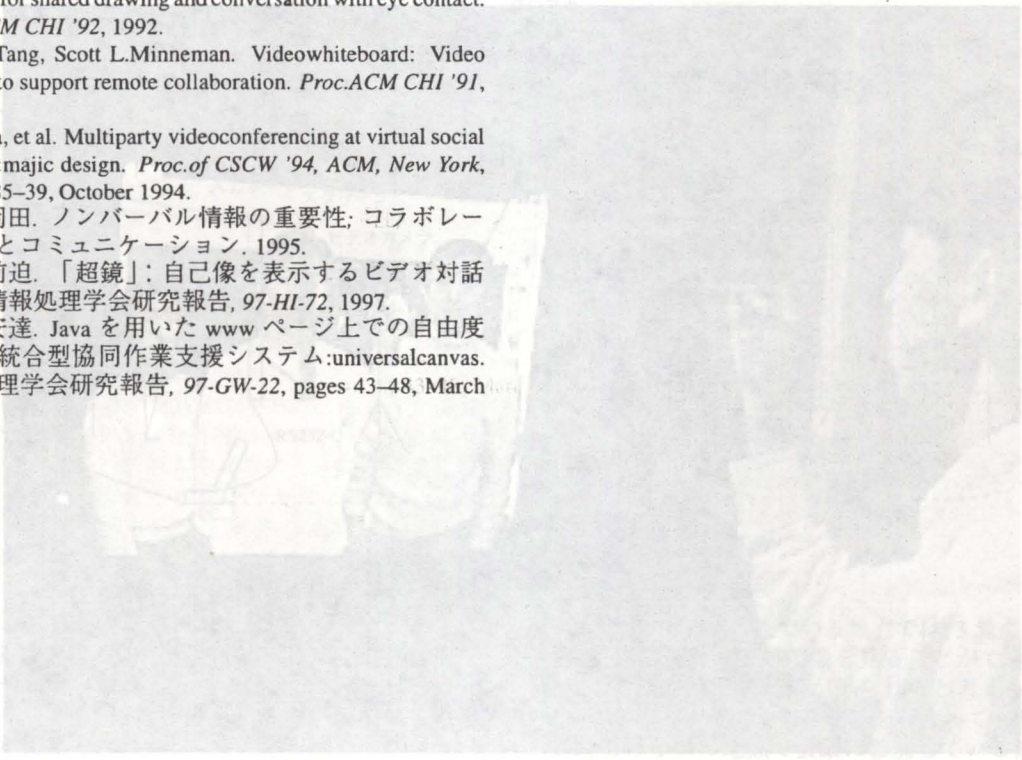 for shared drawing and conversation with eye contact.
M CHI '92, 1992.
Tang, Scott L.Minneman. Videowhiteboard: Video
to support remote collaboration. Proc.ACM CHI '91,
, et al. Multiparty videoconferencing at virtual social
majic design. Proc.of CSCW '94, ACM, New York,
35–39, October 1994.
岡田. ノンバーバル情報の重要性; コラボレー
とコミュニケーション. 1995.
前迫. 「超鏡」: 自己像を表示するビデオ対話
情報処理学会研究報告, 97-HI-72, 1997.
安達. Java を用いた www ページ上での自由度
統合型協同作業支援システム:universalcanvas.
理学会研究報告, 97-GW-22, pages 43–48, March